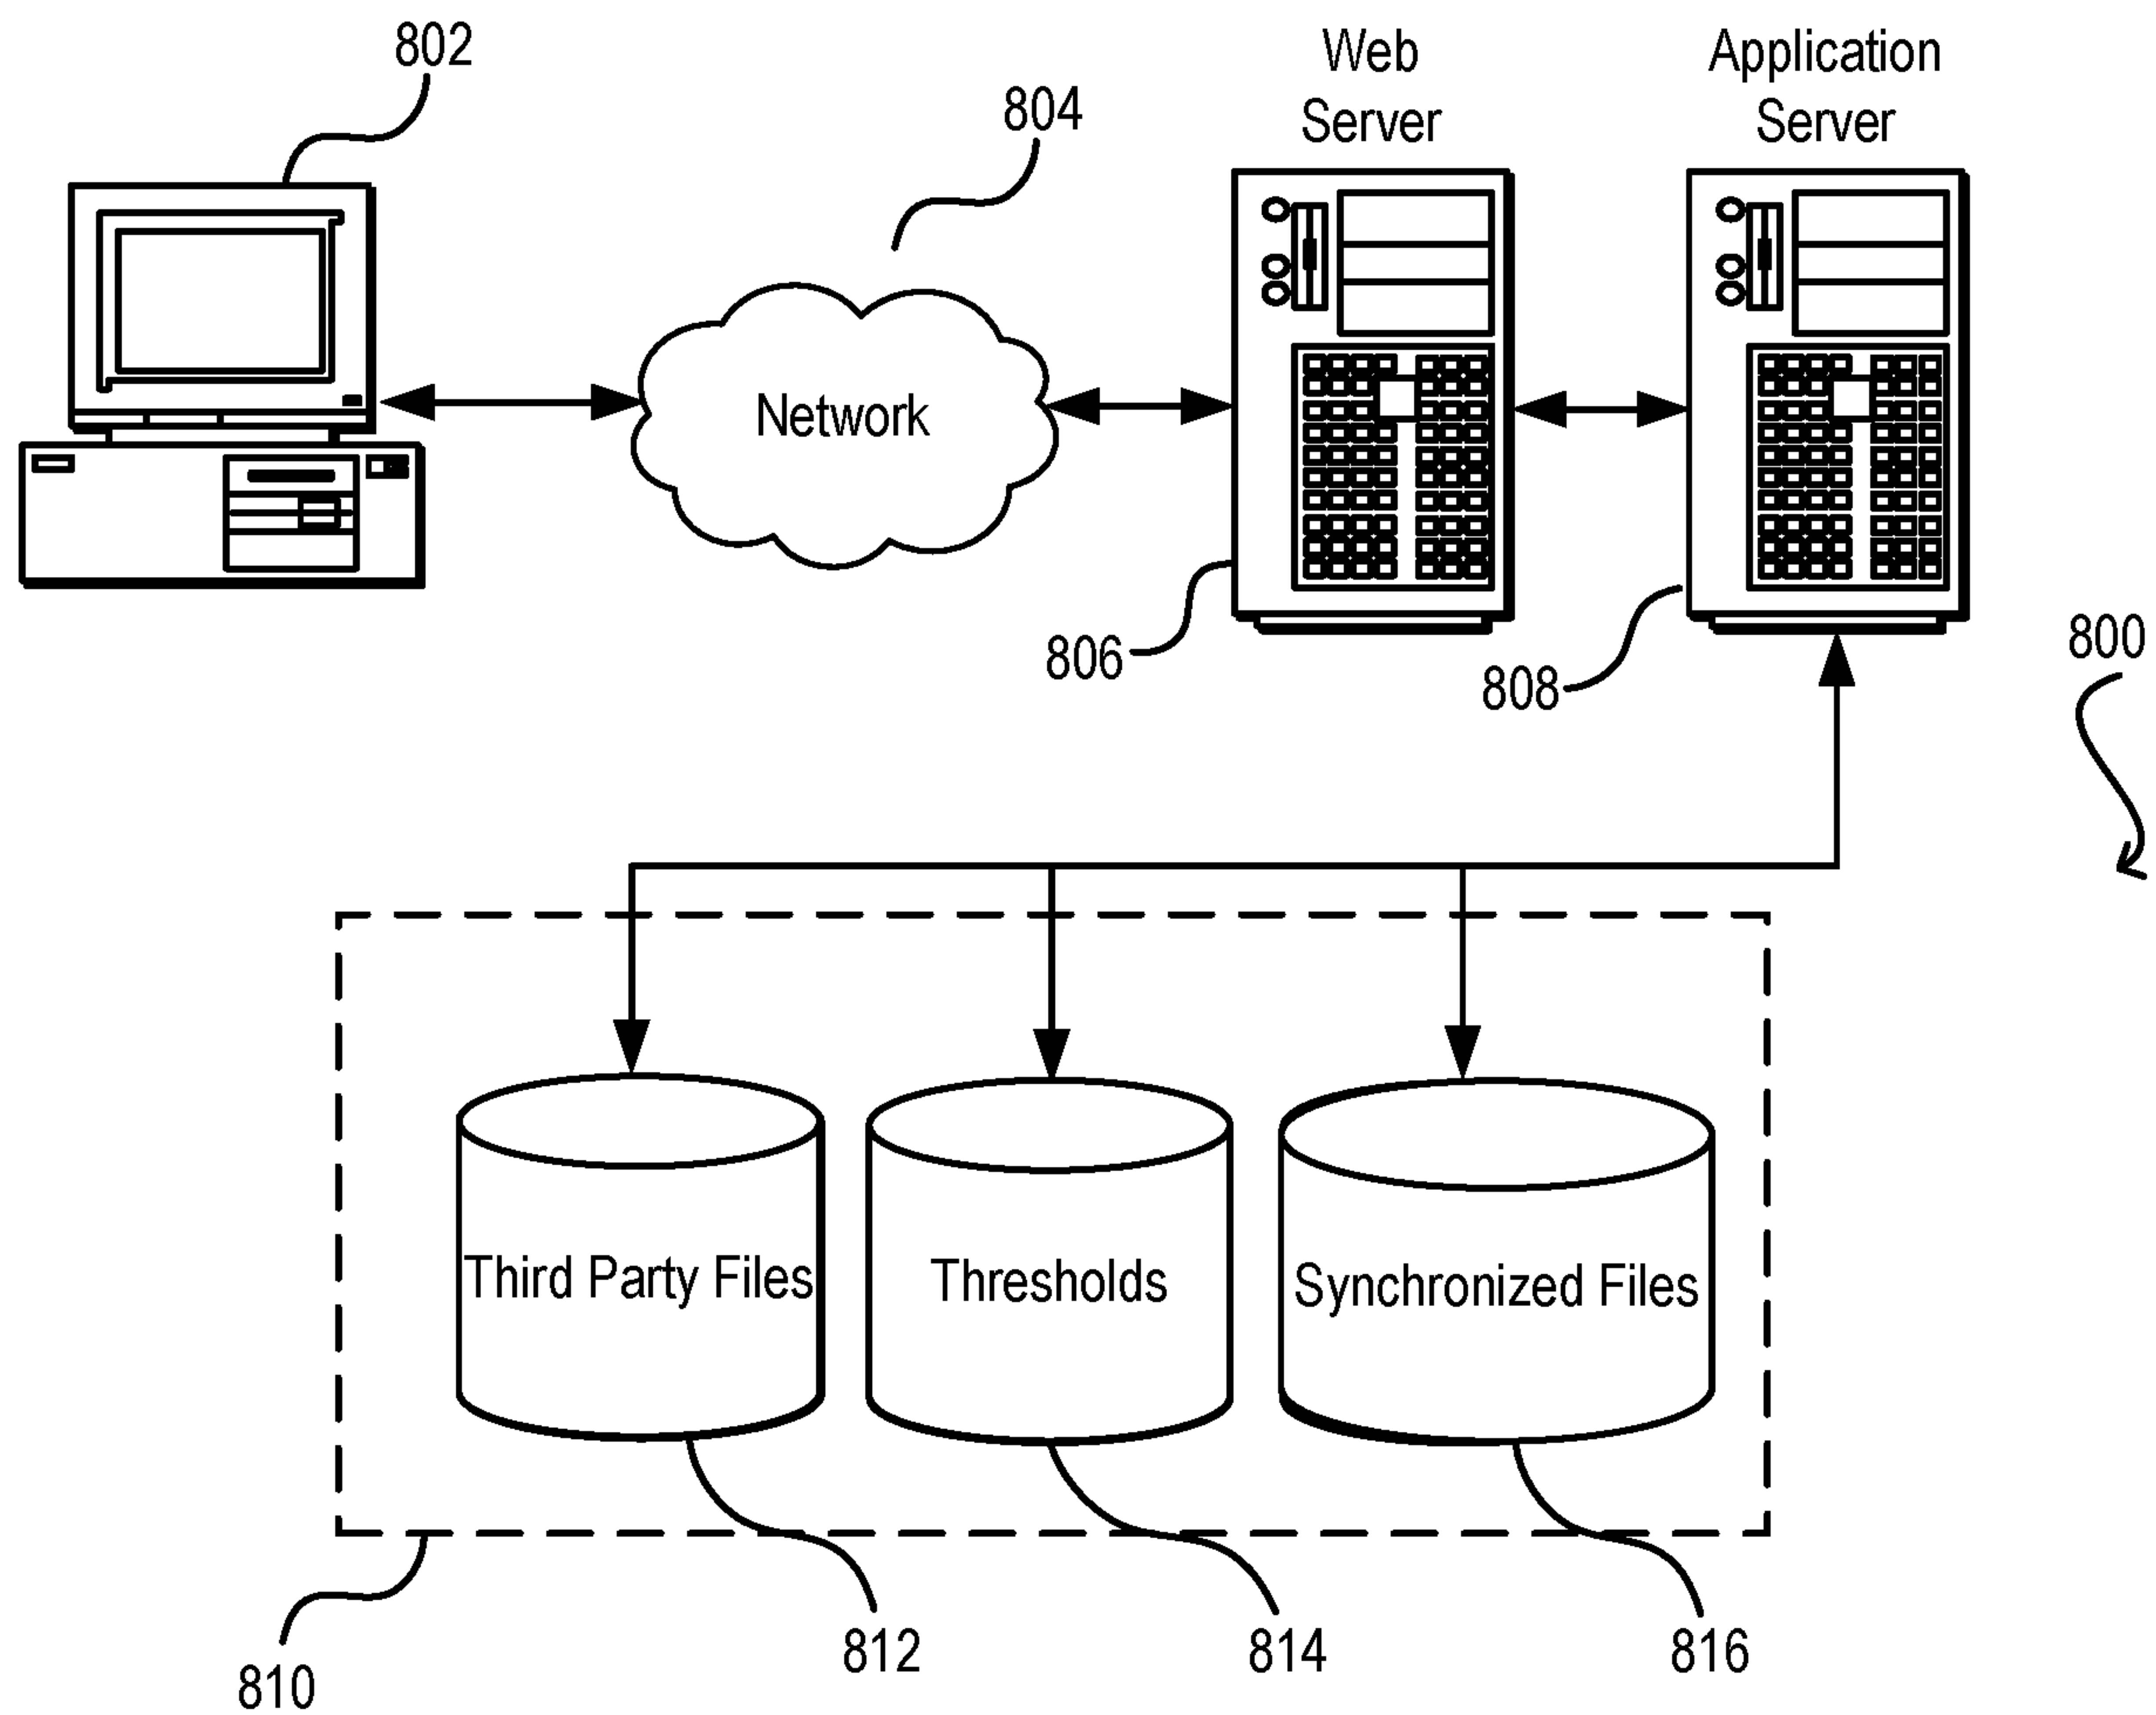 802
804
Web
Server
Application
Server
Network
806
808
800
Third Party Files
Thresholds
Synchronized Files
810
812
814
816